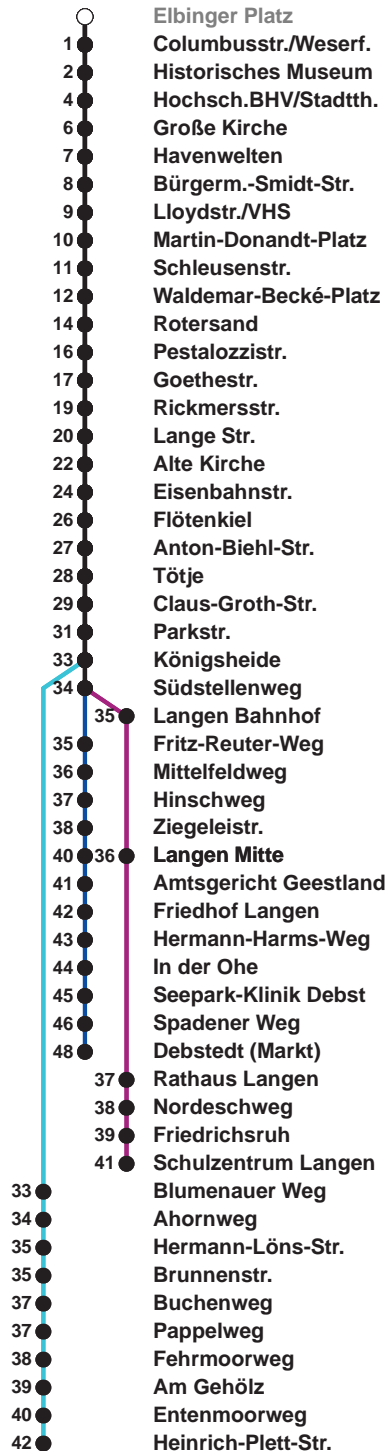 Elbinger Platz
1 Columbusstr./Weserf.
2 Historisches Museum
4 Hochsch.BHV/Stadtth.
6 Große Kirche
7 Havenwelten
8 Bürgerm.-Smidt-Str.
9 Lloydstr./VHS
10 Martin-Donandt-Platz
11 Schleusenstr.
12 Waldemar-Becké-Platz
14 Rotersand
16 Pestalozzistr.
17 Goethestr.
19 Rickmersstr.
20 Lange Str.
22 Alte Kirche
24 Eisenbahnstr.
26 Flötenkiel
27 Anton-Biehl-Str.
28 Tötje
29 Claus-Groth-Str.
31 Parkstr.
33 Königsheide
34 Südstellenweg
35 Langen Bahnhof
35 Fritz-Reuter-Weg
36 Mittelfeldweg
37 Hinschweg
38 Ziegeleistr.
40 36 Langen Mitte
41 Amtsgericht Geestland
42 Friedhof Langen
43 Hermann-Harms-Weg
44 In der Ohe
45 Seepark-Klinik Debst
46 Spadener Weg
48 Debstedt (Markt)
37 Rathaus Langen
38 Nordeschweg
39 Friedrichsruh
41 Schulzentrum Langen
33 Blumenauer Weg
34 Ahornweg
35 Hermann-Löns-Str.
35 Brunnenstr.
37 Buchenweg
37 Pappelweg
38 Fehrmoorweg
39 Am Gehölz
40 Entenmoorweg
42 Heinrich-Plett-Str.